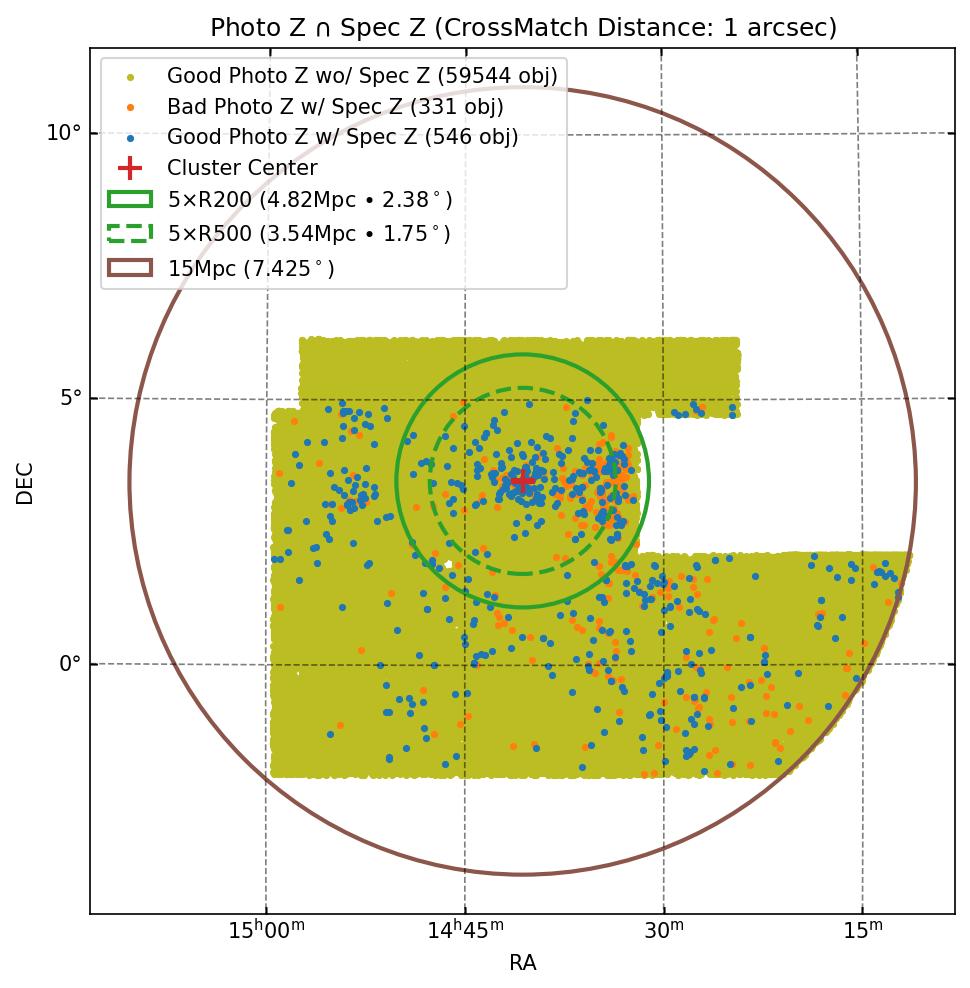 Photo Z ∩ Spec Z (CrossMatch Distance: 1 arcsec)
Good Photo Z wo/ Spec Z (59544 obj)
Bad Photo Z w/ Spec Z (331 obj)
Good Photo Z w/ Spec Z (546 obj)
Cluster Center
5×R200 (4.82Mpc • 2.38°)
5×R500 (3.54Mpc • 1.75°)
15Mpc (7.425°)
10°
5°
0°
DEC
15ʰ00ᵐ
14ʰ45ᵐ
30ᵐ
15ᵐ
RA